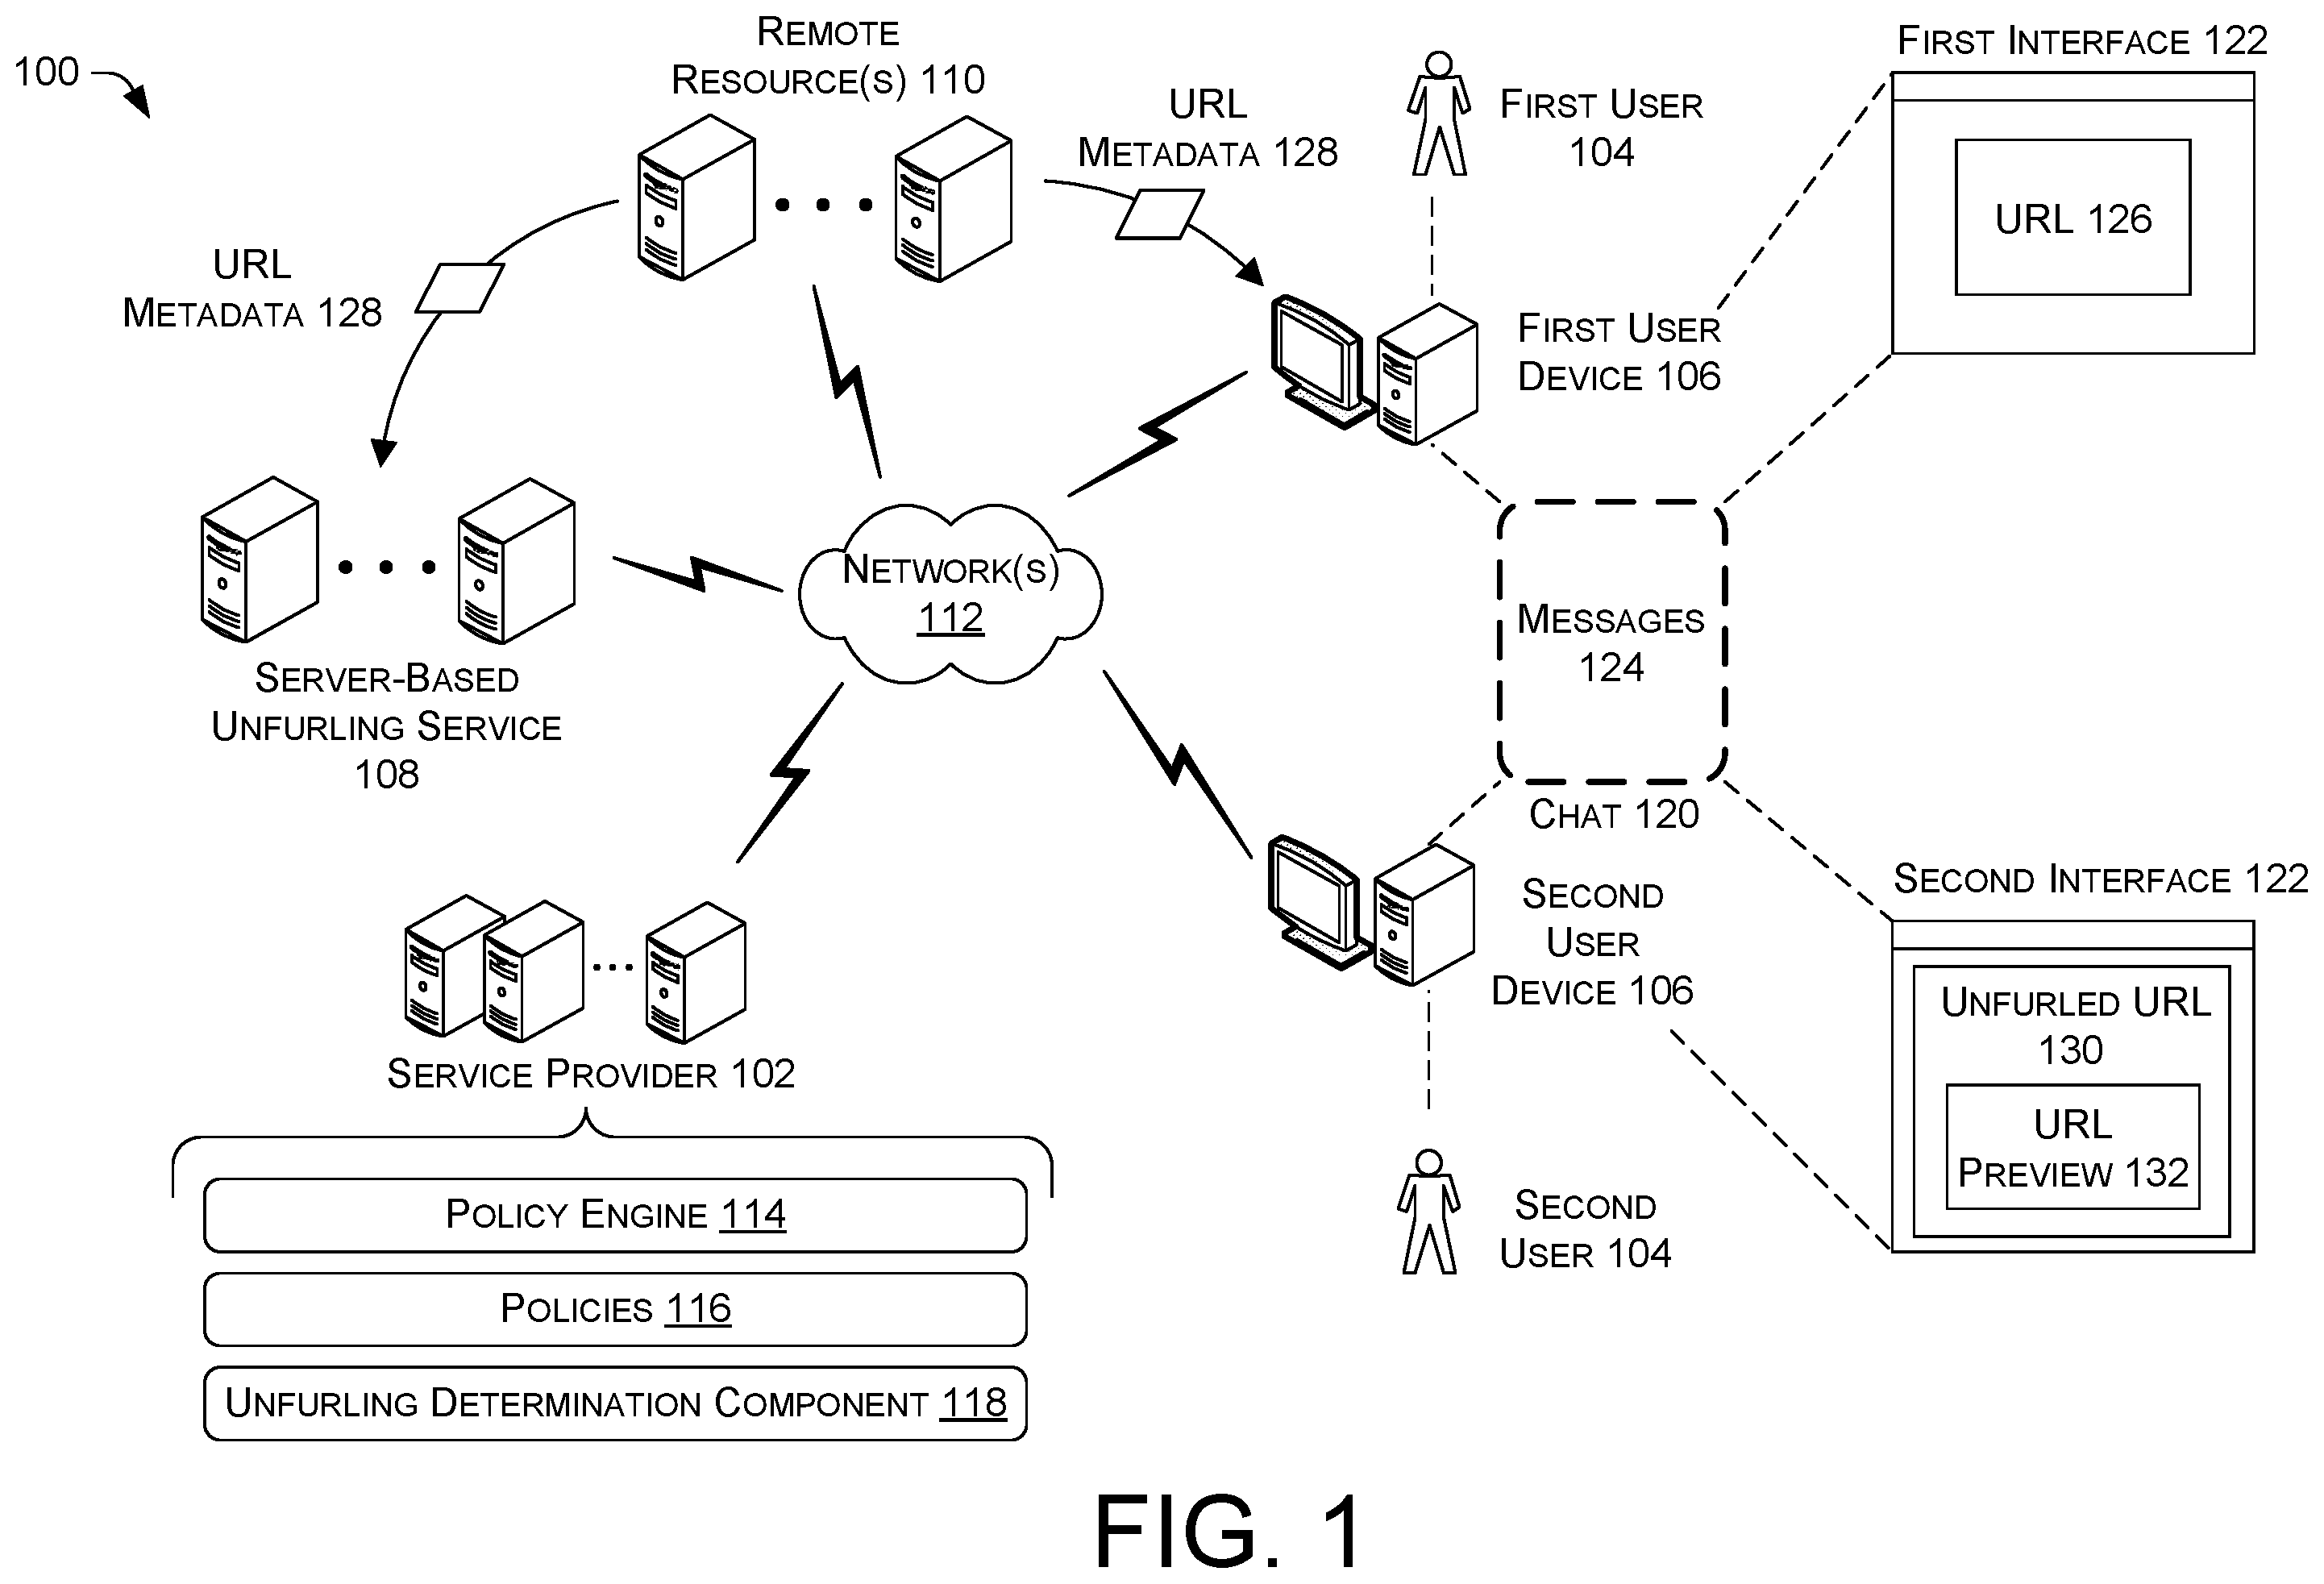 100
Remote
Resource(s) 110
URL
Metadata 128
First User
104
First Interface 122
URL 126
URL
Metadata 128
First User
Device 106
Network(s)
112
Messages
124
Chat 120
Server-Based
Unfurling Service
108
Second
User
Device 106
Second Interface 122
Unfurled URL
130
URL
Preview 132
Service Provider 102
Second
User 104
Policy Engine 114
Policies 116
Unfurling Determination Component 118
FIG. 1